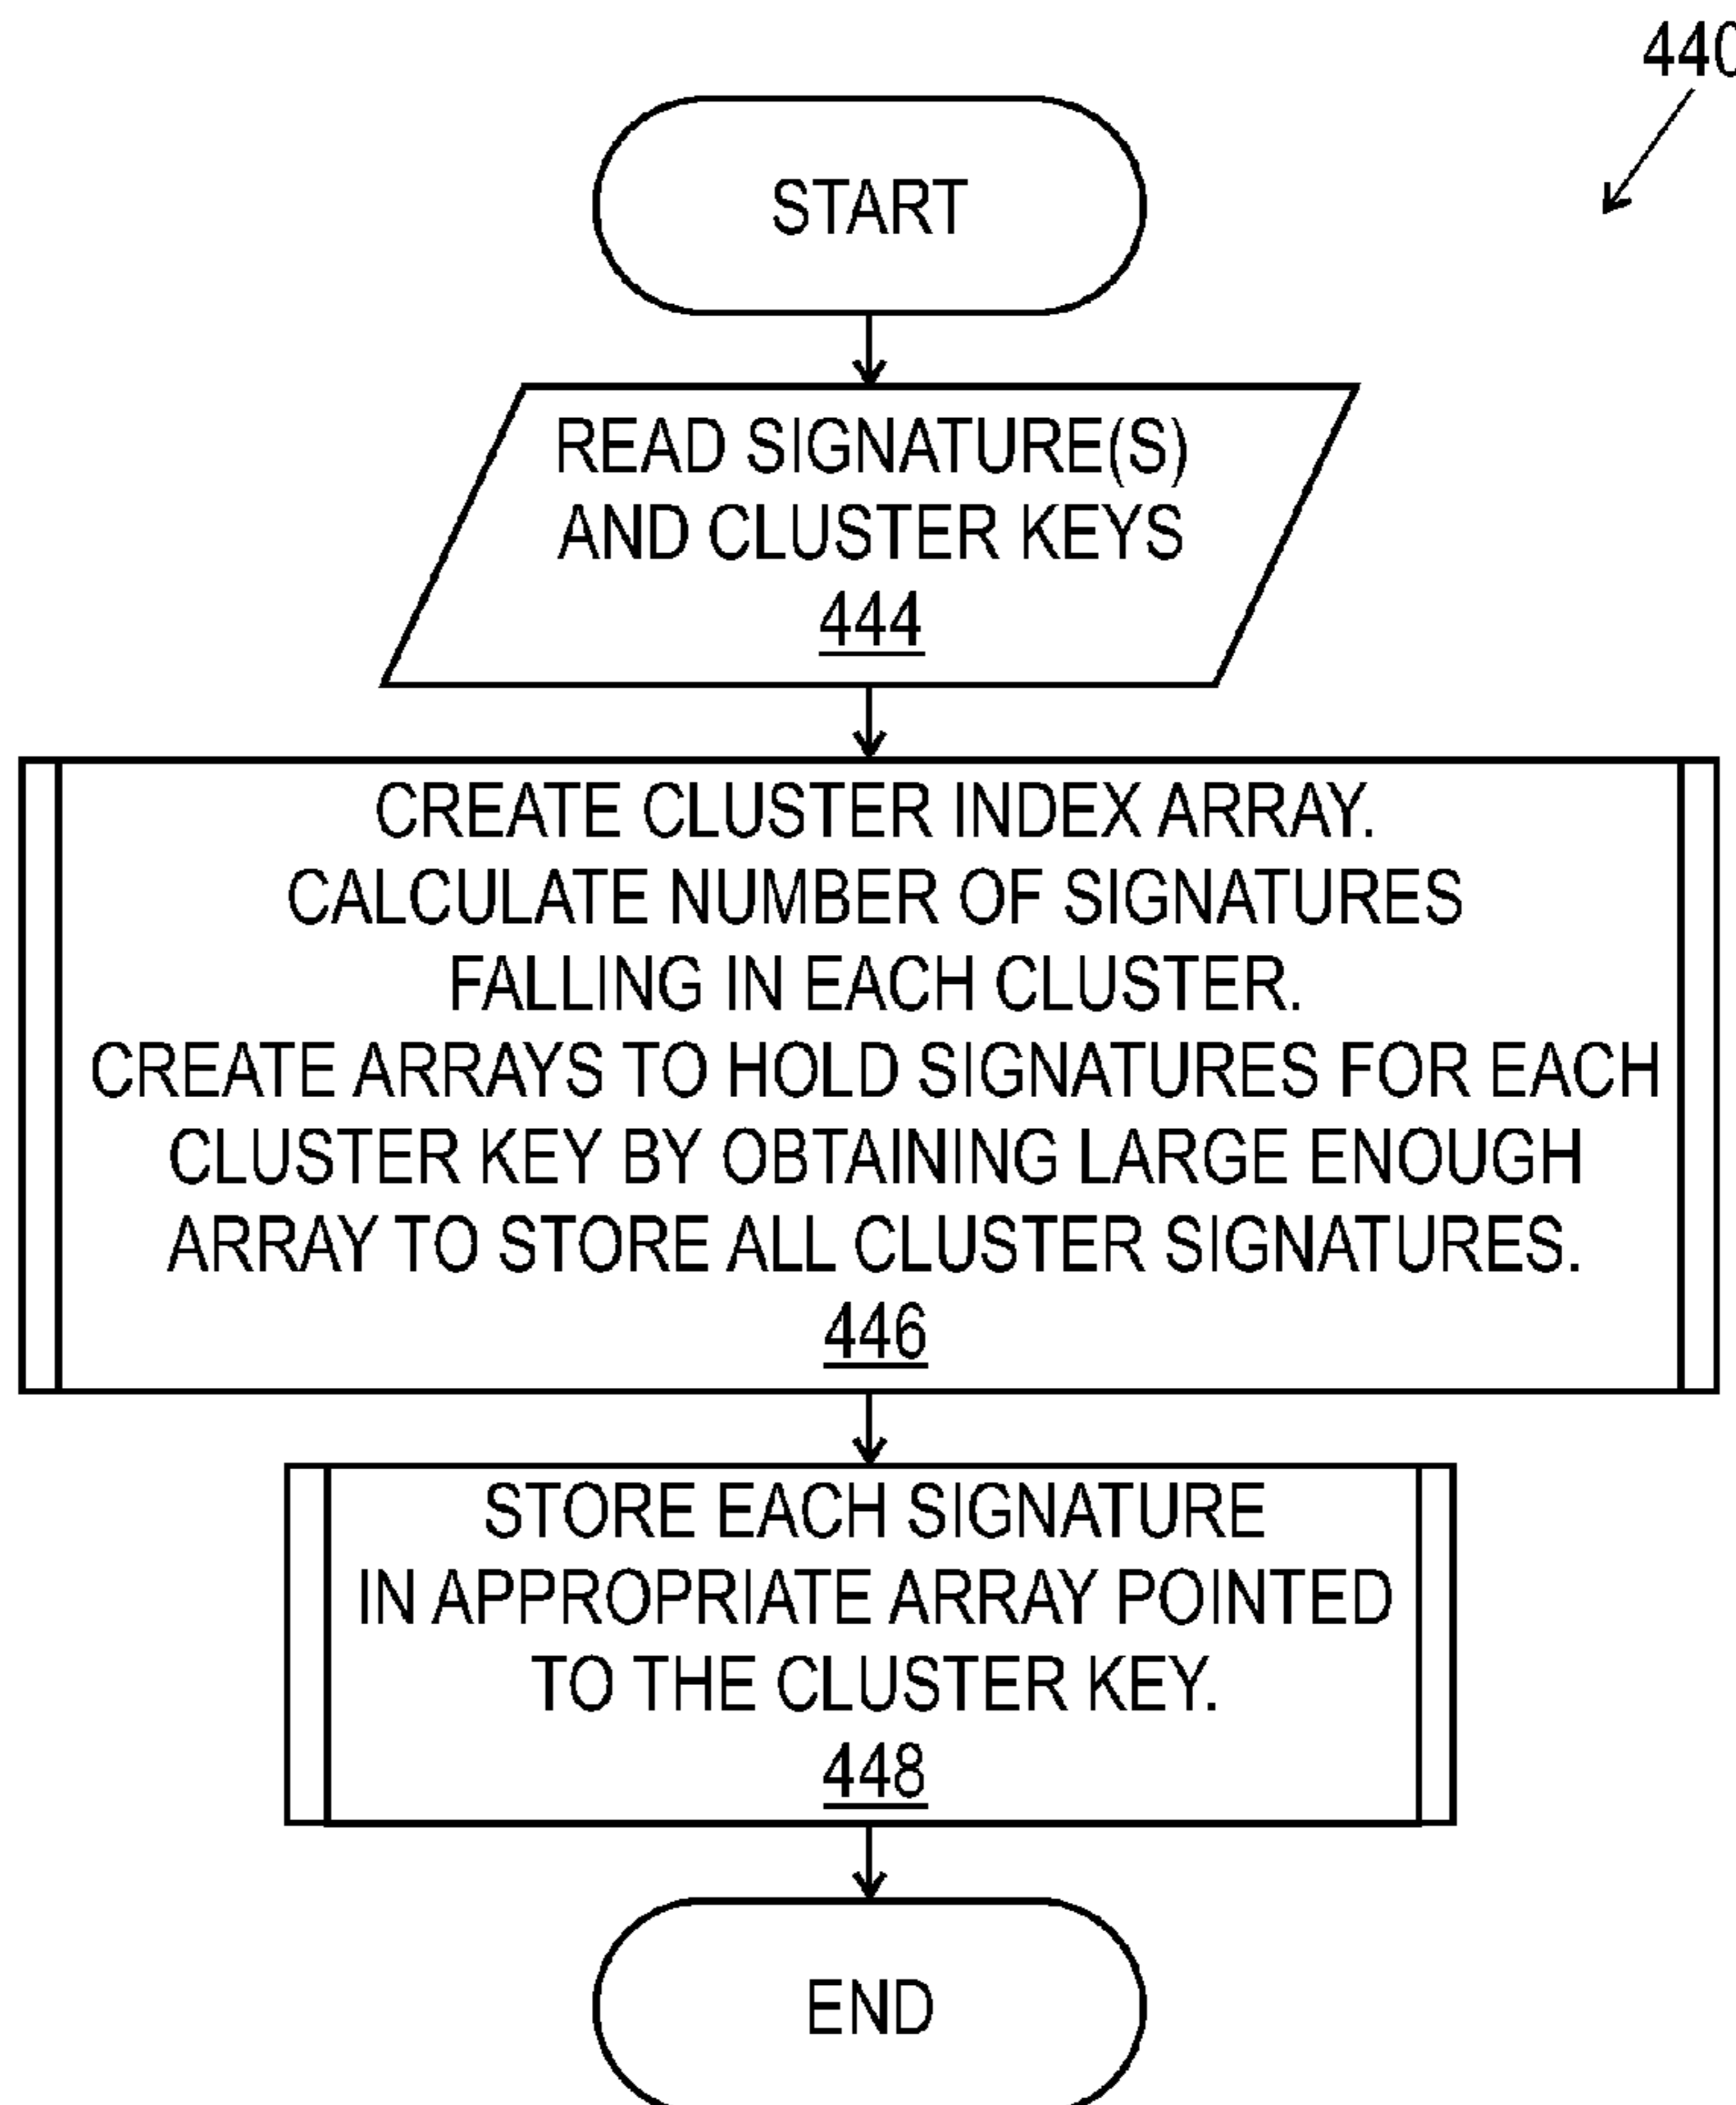 440
START
READ SIGNATURE(S)
AND CLUSTER KEYS
444
CREATE CLUSTER INDEX ARRAY.
CALCULATE NUMBER OF SIGNATURES
FALLING IN EACH CLUSTER.
CREATE ARRAYS TO HOLD SIGNATURES FOR EACH
CLUSTER KEY BY OBTAINING LARGE ENOUGH
ARRAY TO STORE ALL CLUSTER SIGNATURES.
446
STORE EACH SIGNATURE
IN APPROPRIATE ARRAY POINTED
TO THE CLUSTER KEY.
448
END